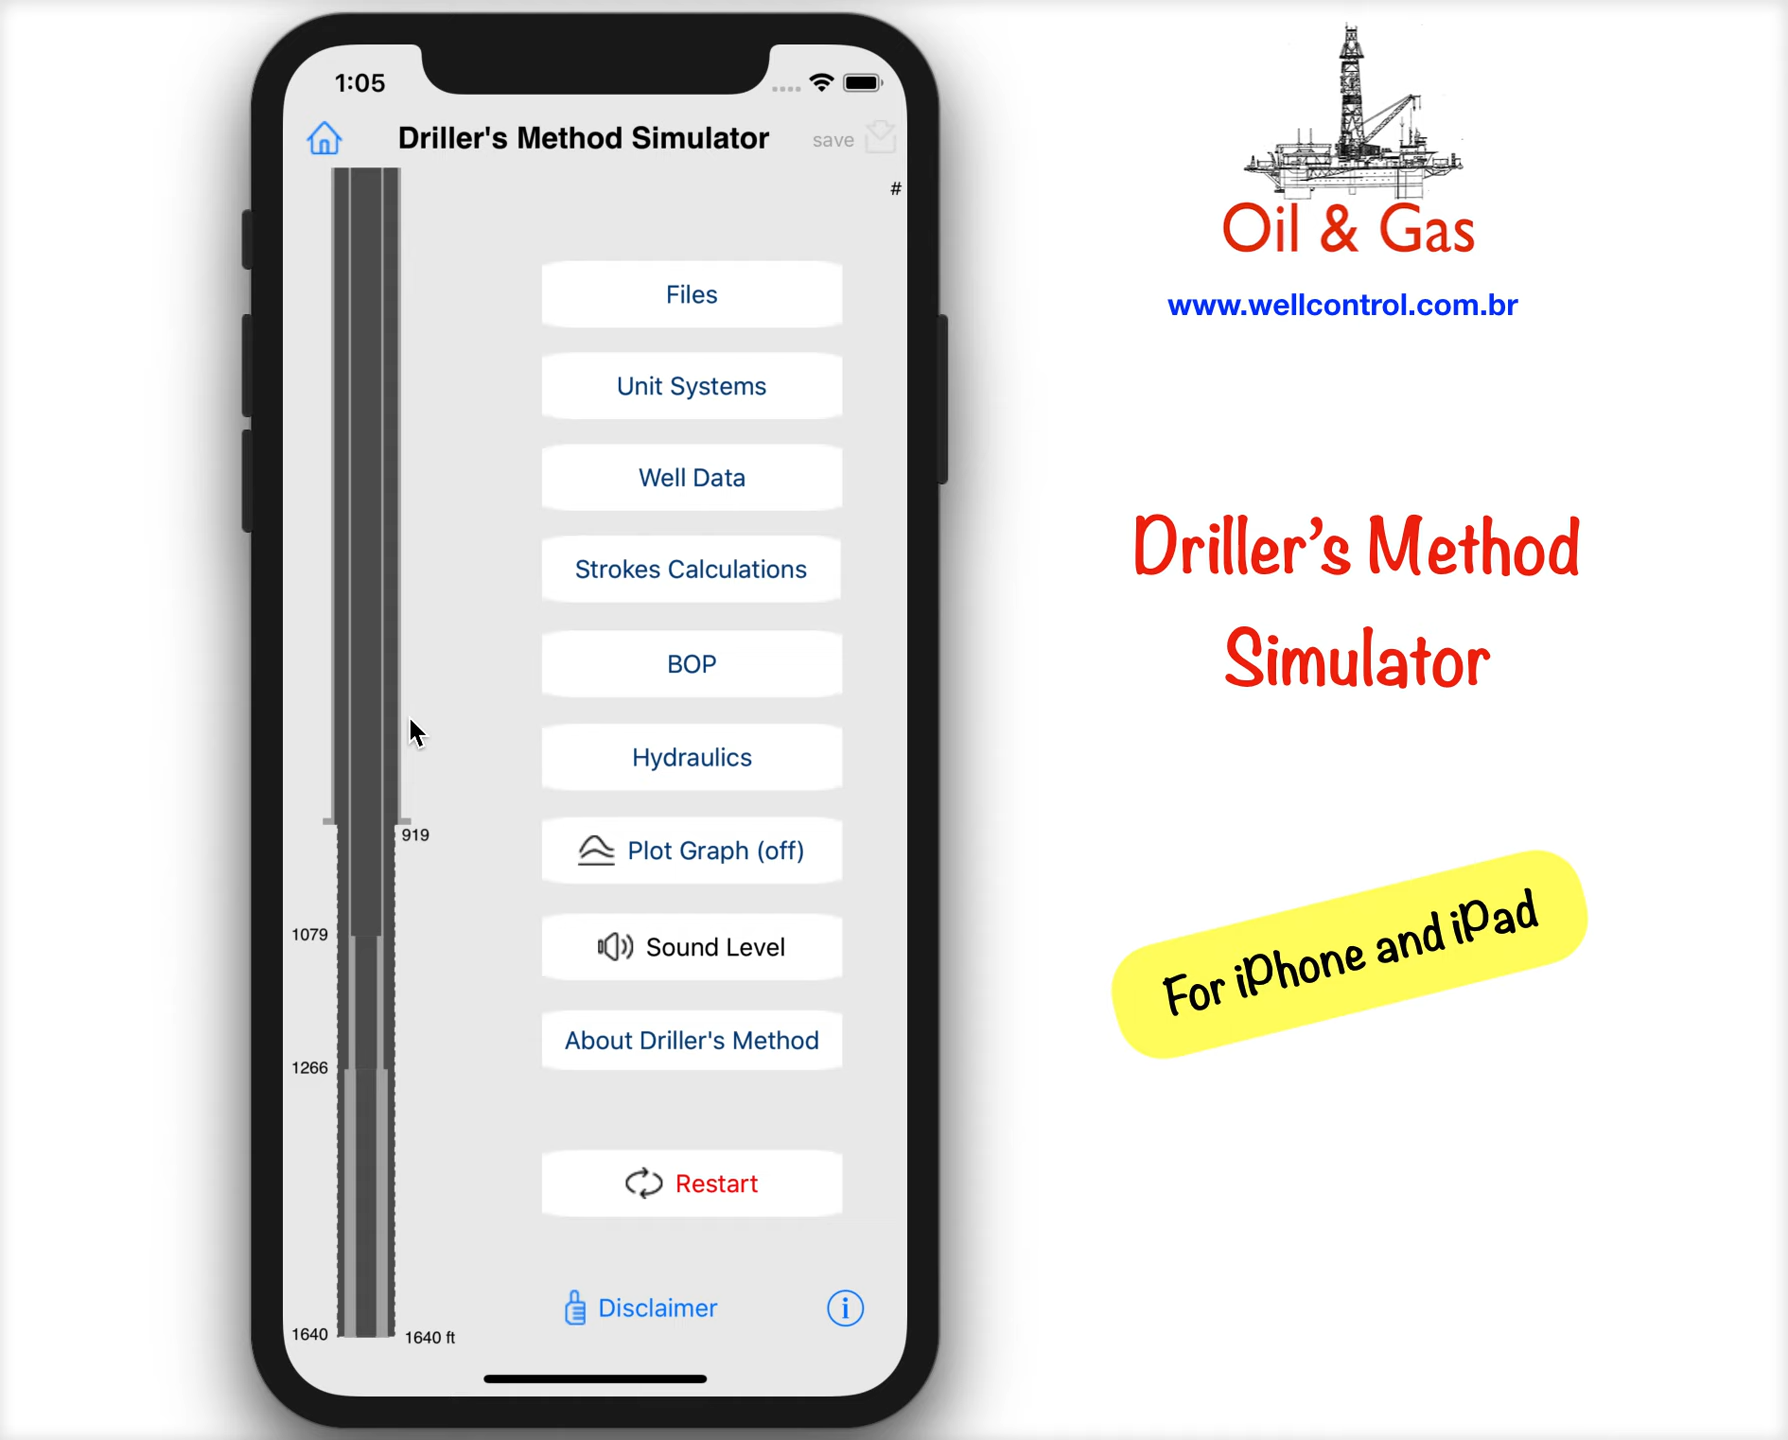 1:05
Driller's Method Simulator
save
#
Files
Unit Systems
Well Data
Strokes Calculations
BOP
Hydraulics
Plot Graph (off)
Sound Level
About Driller's Method
Restart
Disclaimer
i
919
1079
1266
1640
1640 ft
Oil & Gas
www.wellcontrol.com.br
Driller's Method
Simulator
For iPhone and iPad